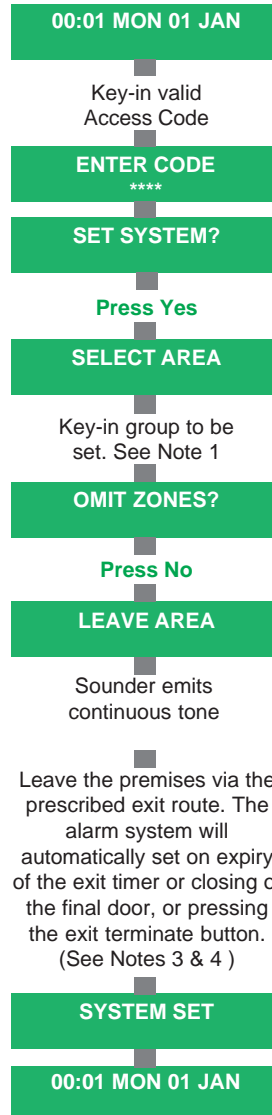 00:01 MON 01 JAN
Key-in valid
Access Code
ENTER CODE
****
SET SYSTEM?
Press Yes
SELECT AREA
Key-in group to be
set. See Note 1
OMIT ZONES?
Press No
LEAVE AREA
Sounder emits
continuous tone
Leave the premises via the
prescribed exit route. The
alarm system will
automatically set on expiry
of the exit timer or closing o
the final door, or pressing
the exit terminate button.
(See Notes 3 & 4 )
SYSTEM SET
00:01 MON 01 JAN